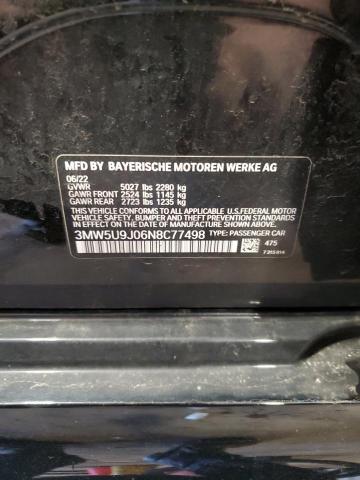 MFD BY BAYERISCHE MOTOREN WERKE AG
06/22
GVWR 5027 lbs 2280 kg
GAWR FRONT 2524 lbs 1145 kg
GAWR REAR 2723 lbs 1235 kg
THIS VEHICLE CONFORMS TO ALL APPLICABLE U.S.FEDERAL MOTOR
VEHICLE SAFETY, BUMPER AND THEFT PREVENTION STANDARDS
IN EFFECT ON THE DATE OF MANUFACTURE SHOWN ABOVE.
3MW5U9J06N8C77498 TYPE: PASSENGER CAR
475